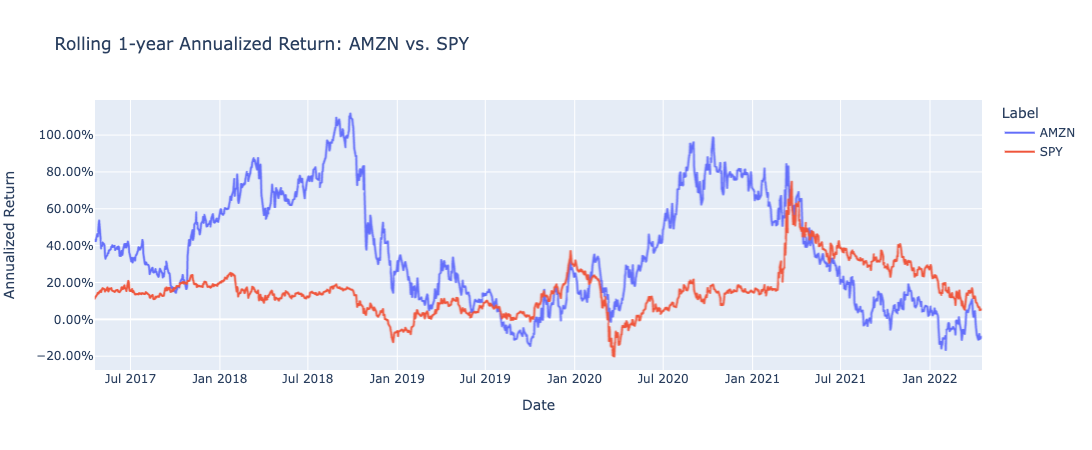 Rolling 1-year Annualized Return: AMZN vs. SPY
Label
AMZN
SPY
Annualized Return
100.00%
80.00%
60.00%
40.00%
20.00%
0.00%
−20.00%
Jul 2017
Jan 2018
Jul 2018
Jan 2019
Jul 2019
Jan 2020
Jul 2020
Jan 2021
Jul 2021
Jan 2022
Date